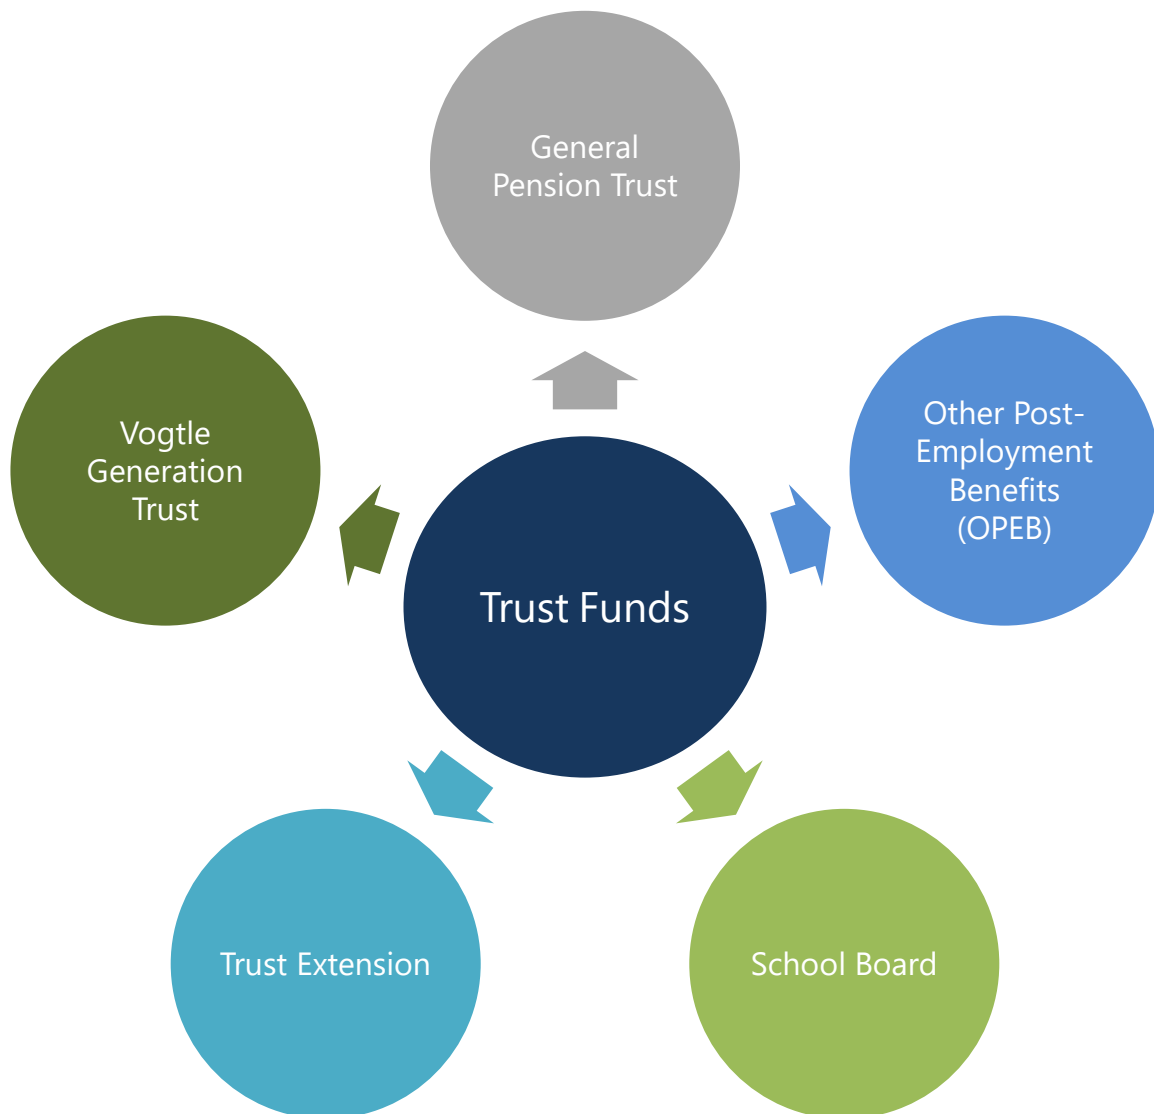 General
Pension Trust
Other Post-
Employment
Benefits
(OPEB)
Vogtle
Generation
Trust
Trust Funds
Trust Extension
School Board